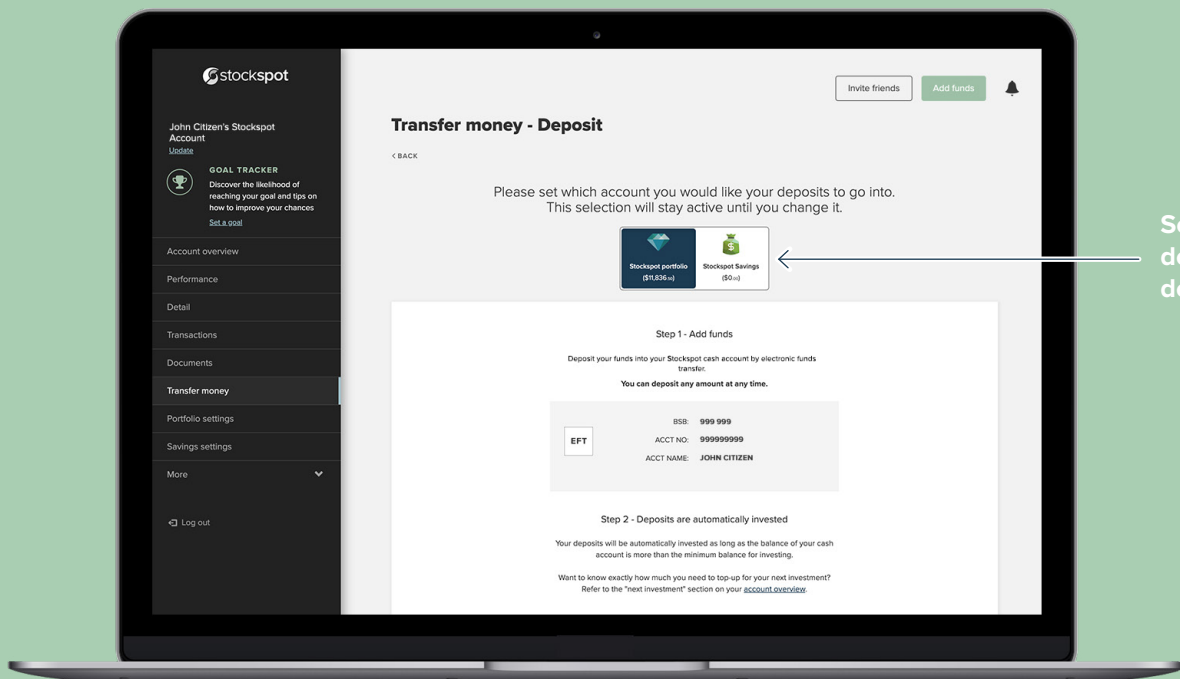 stockspot
Invite friends
Add funds
John Citizen's Stockspot
Account
Update
GOAL TRACKER
Discover the likelihood of
reaching your goal and tips on
how to improve your chances
Set a goal
Account overview
Performance
Detail
Transactions
Documents
Transfer money
Portfolio settings
Savings settings
More
Log out
Transfer money - Deposit
< BACK
Please set which account you would like your deposits to go into.
This selection will stay active until you change it.
Stockspot portfolio
($11,836.50)
Stockspot Savings
($0.00)
Step 1 - Add funds
Deposit your funds into your Stockspot cash account by electronic funds
transfer.
You can deposit any amount at any time.
EFT
BSB: 999 999
ACCT NO: 999999999
ACCT NAME: JOHN CITIZEN
Step 2 - Deposits are automatically invested
Your deposits will be automatically invested as long as the balance of your cash
account is more than the minimum balance for investing.
Want to know exactly how much you need to top-up for your next investment?
Refer to the "next investment" section on your account overview.